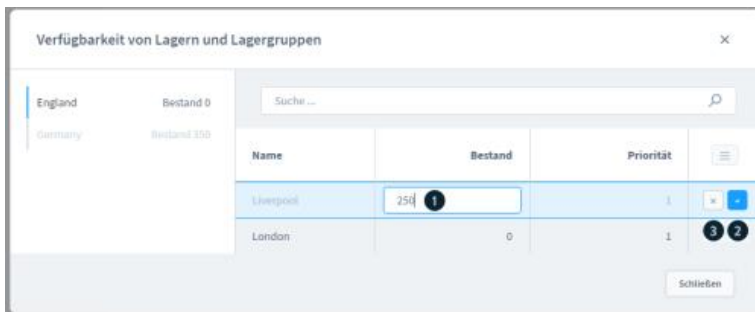 Verfügbarkeit von Lagern und Lagergruppen
England Bestand 0
Germany Bestand 350
Suche ...
Name Bestand Priorität
Liverpool 250 1 1
3 2
London 0 1
Schließen